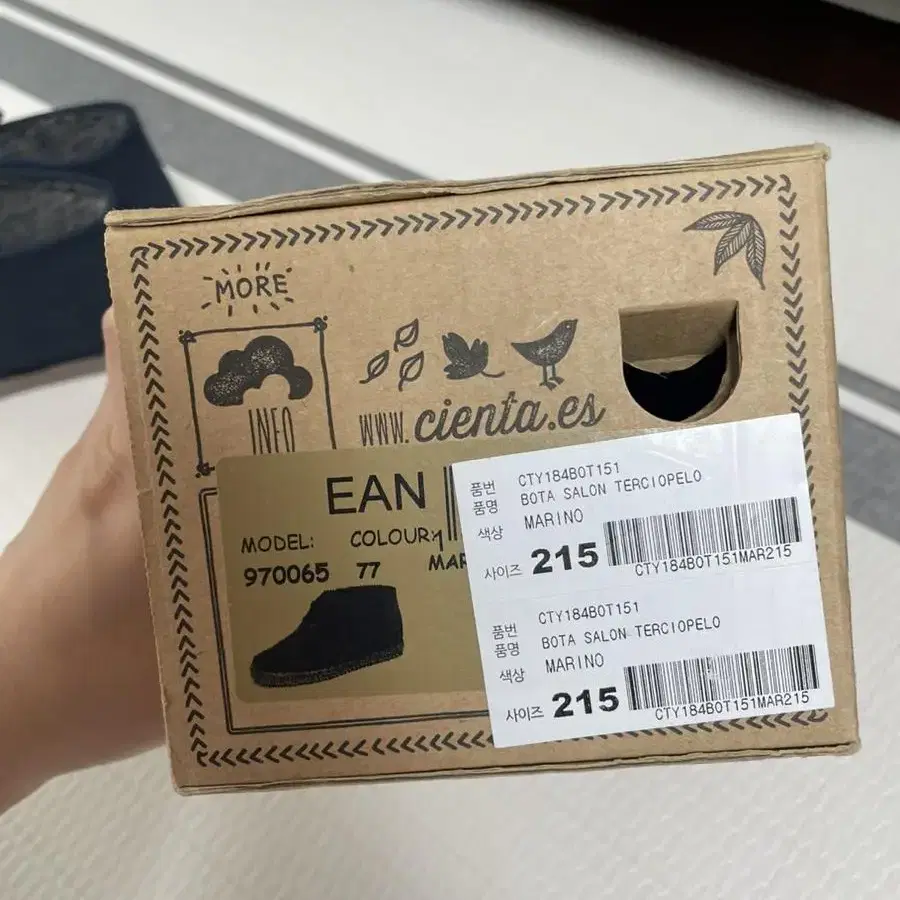 MORE
INFO
www.cienta.es
EAN
MODEL: COLOUR:
970065 77 MAR
품번 CTY184BOT151
품명 BOTA SALON TERCIOPELO
색상 MARINO
사이즈 215
CTY184BOT151MAR215
품번 CTY184BOT151
품명 BOTA SALON TERCIOPELO
색상 MARINO
사이즈 215
CTY184BOT151MAR215